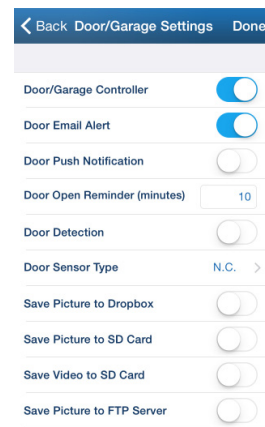 Back Door/Garage Settings Done
Door/Garage Controller
Door Email Alert
Door Push Notification
Door Open Reminder (minutes) 10
Door Detection
Door Sensor Type N.C.
Save Picture to Dropbox
Save Picture to SD Card
Save Video to SD Card
Save Picture to FTP Server